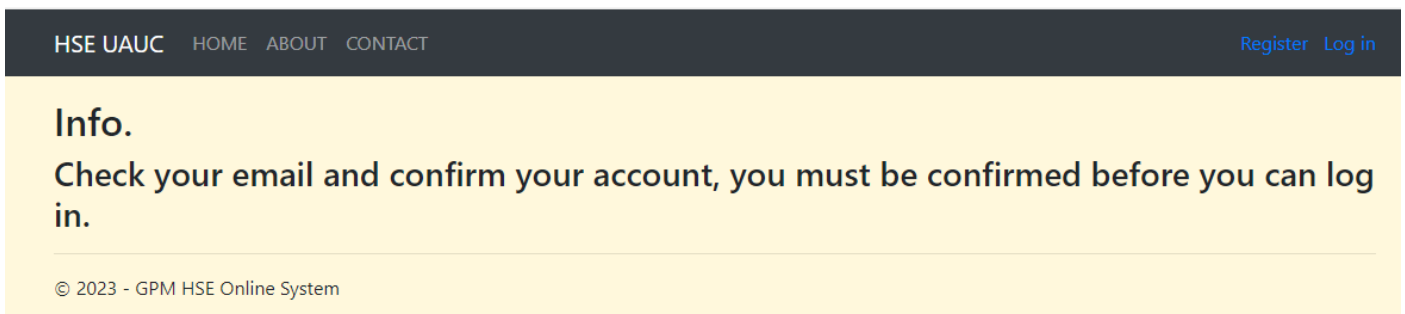 HSE UAUC HOME ABOUT CONTACT Register Log in
Info.
Check your email and confirm your account, you must be confirmed before you can log
in.
© 2023 - GPM HSE Online System